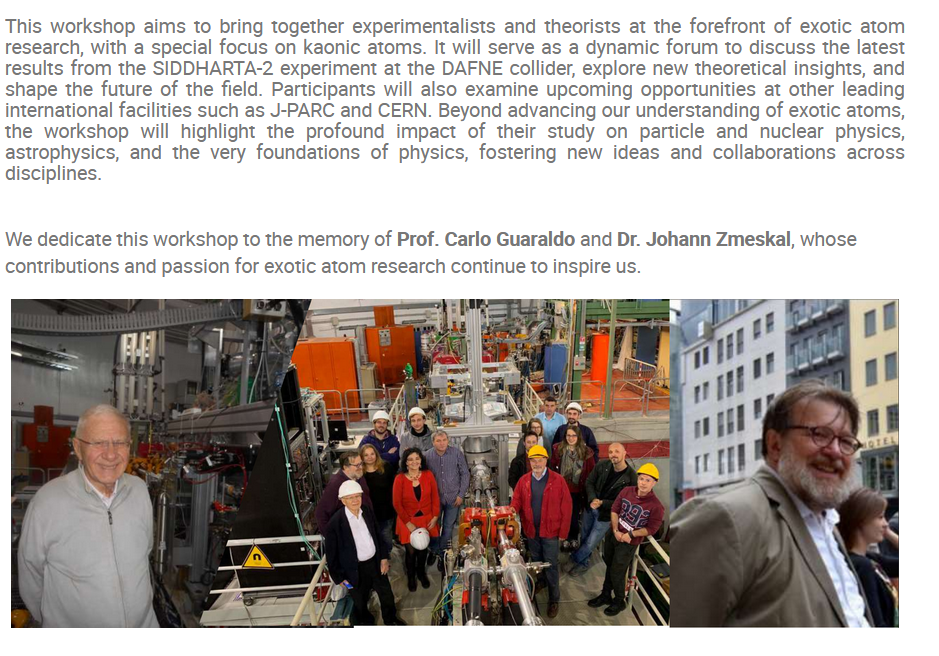 This workshop aims to bring together experimentalists and theorists at the forefront of exotic atom
research, with a special focus on kaonic atoms. It will serve as a dynamic forum to discuss the latest
results from the SIDDHARTA-2 experiment at the DAFNE collider, explore new theoretical insights, and
shape the future of the field. Participants will also examine upcoming opportunities at other leading
international facilities such as J-PARC and CERN. Beyond advancing our understanding of exotic atoms,
the workshop will highlight the profound impact of their study on particle and nuclear physics,
astrophysics, and the very foundations of physics, fostering new ideas and collaborations across
disciplines.
We dedicate this workshop to the memory of Prof. Carlo Guaraldo and Dr. Johann Zmeskal, whose
contributions and passion for exotic atom research continue to inspire us.
HOTEL